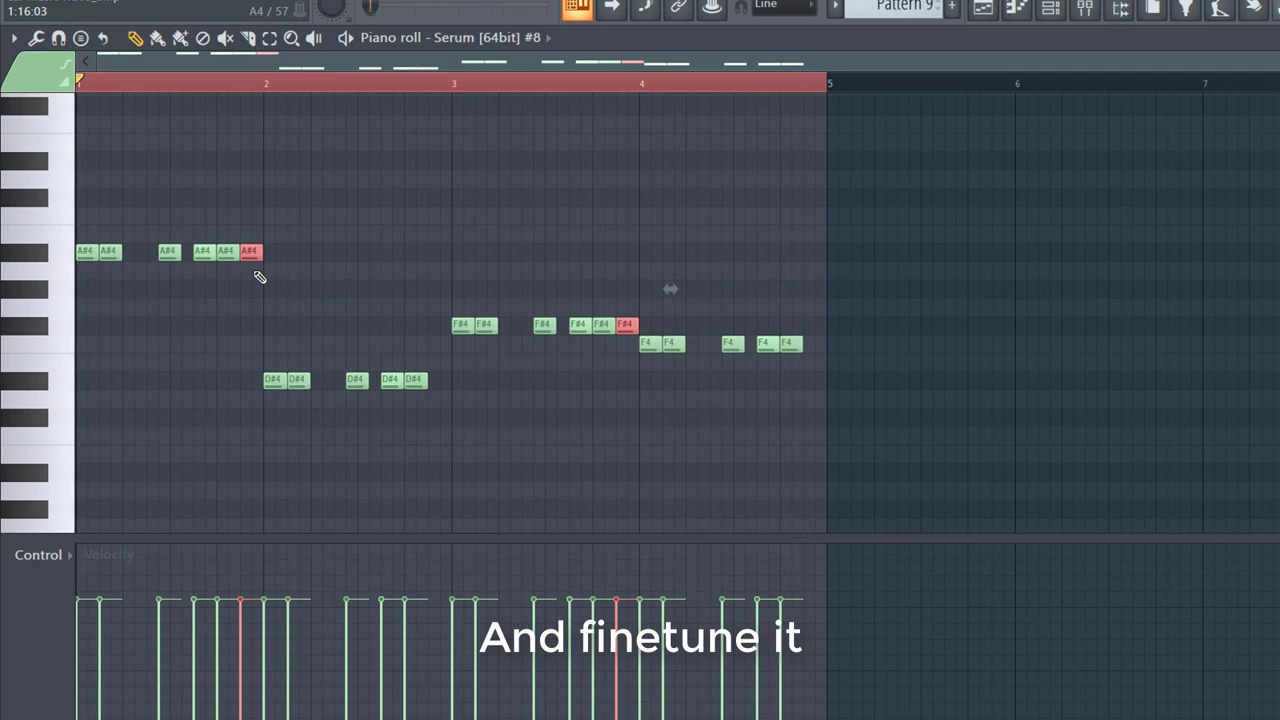 1:16:03
A4 / 57
Line
Pattern 9
Piano roll - Serum [64bit] #8
2 3 4 5 6 7
A#4 A#4 A#4 A#4 A#4 A#4
F#4 F#4 F#4 F#4 F#4 F#4
F4 F4 F4 F4 F4
D#4 D#4 D#4 D#4 D#4
Control Velocity
And finetune it